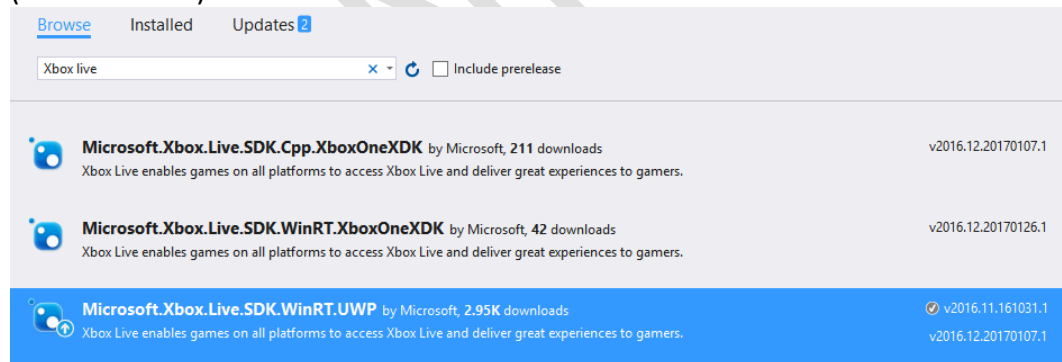 Browse Installed Updates 2
Xbox live Include prerelease
Microsoft.Xbox.Live.SDK.Cpp.XboxOneXDK by Microsoft, 211 downloads v2016.12.20170107.1
Xbox Live enables games on all platforms to access Xbox Live and deliver great experiences to gamers.
Microsoft.Xbox.Live.SDK.WinRT.XboxOneXDK by Microsoft, 42 downloads v2016.12.20170126.1
Xbox Live enables games on all platforms to access Xbox Live and deliver great experiences to gamers.
Microsoft.Xbox.Live.SDK.WinRT.UWP by Microsoft, 2.95K downloads v2016.11.161031.1
Xbox Live enables games on all platforms to access Xbox Live and deliver great experiences to gamers. v2016.12.20170107.1